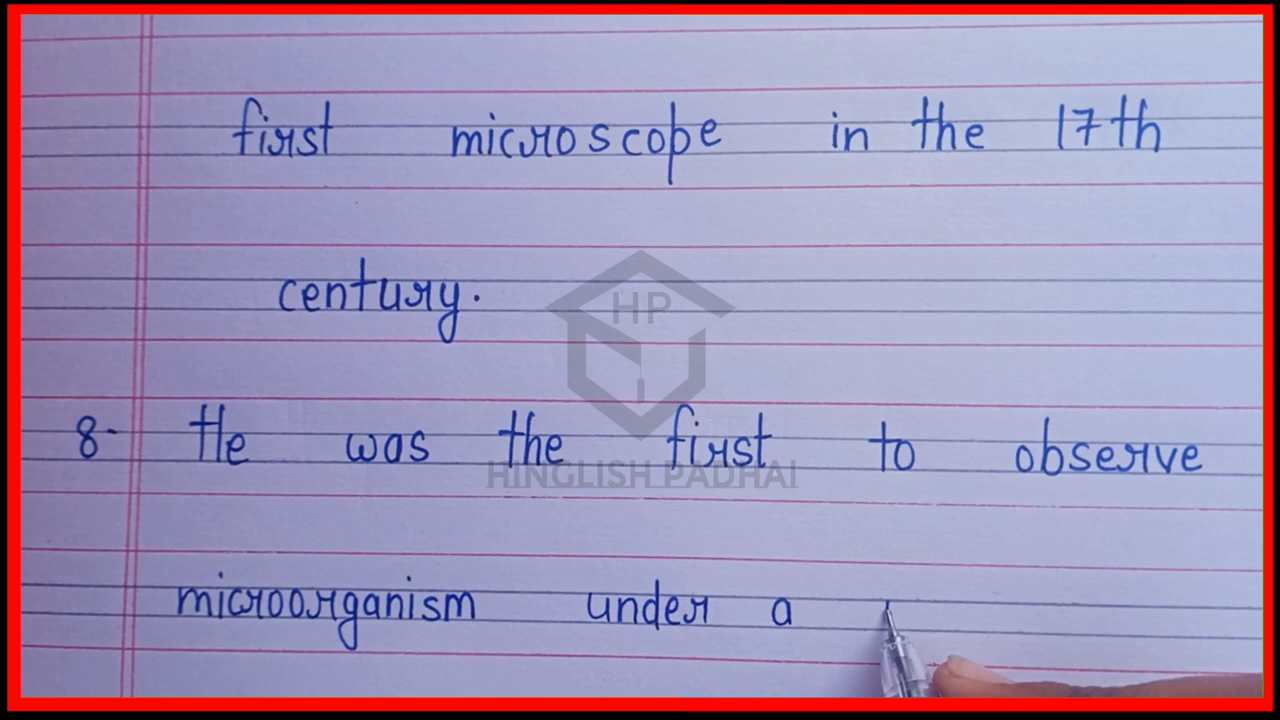 first microscope in the 17th
century.
HP
I
8- He was the first to observe
HINGLISH PADHAI
microorganism under a